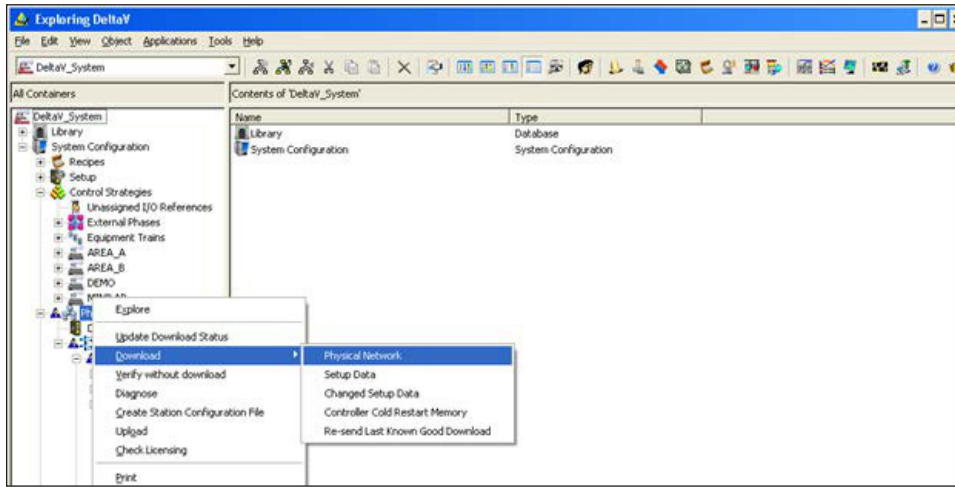 Exploring DeltaV
File Edit View Object Applications Tools Help
DeltaV_System
All Containers
Contents of 'DeltaV_System'
DeltaV_System
Library
System Configuration
Recipes
Setup
Control Strategies
Unassigned I/O References
External Phases
Equipment Trains
AREA_A
AREA_B
DEMO
Name Type
Library Database
System Configuration System Configuration
Explore
Update Download Status
Download
Verify without download
Diagnose
Create Station Configuration File
Upload
Check Licensing
Print
Physical Network
Setup Data
Changed Setup Data
Controller Cold Restart Memory
Re-send Last Known Good Download